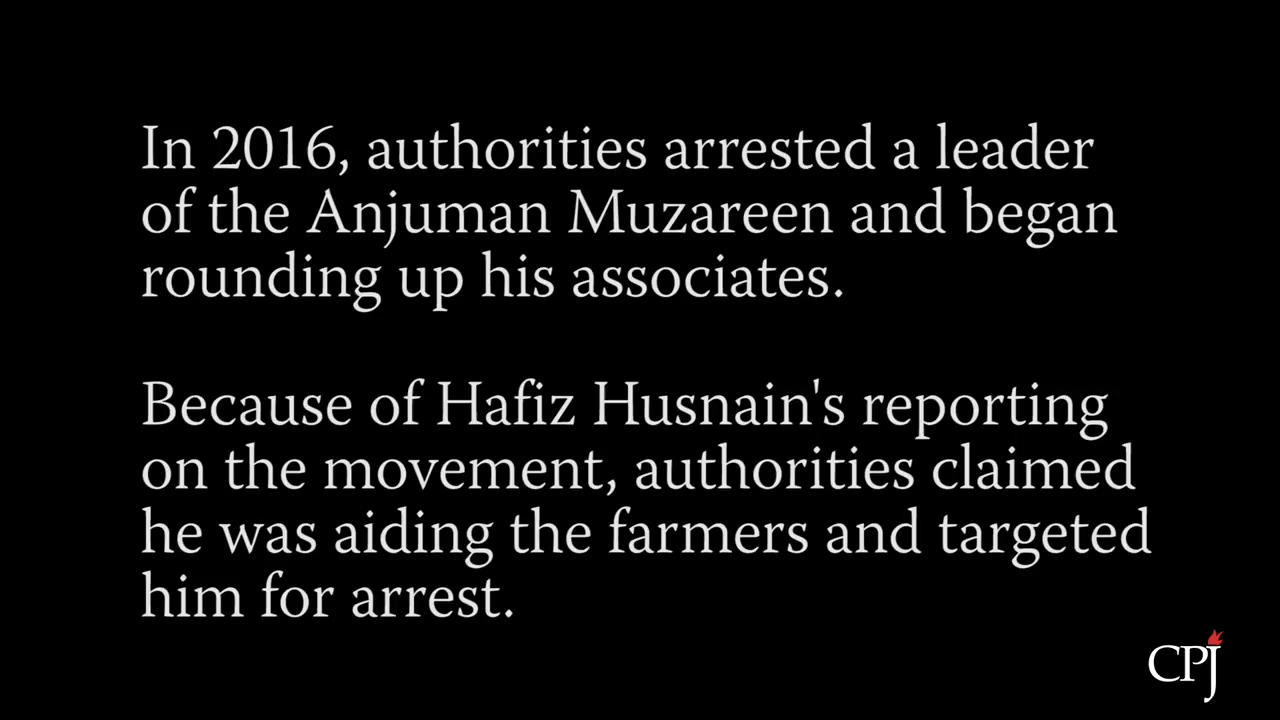 In 2016, authorities arrested a leader
of the Anjuman Muzareen and began
rounding up his associates.
Because of Hafiz Husnain's reporting
on the movement, authorities claimed
he was aiding the farmers and targeted
him for arrest.
CPJ